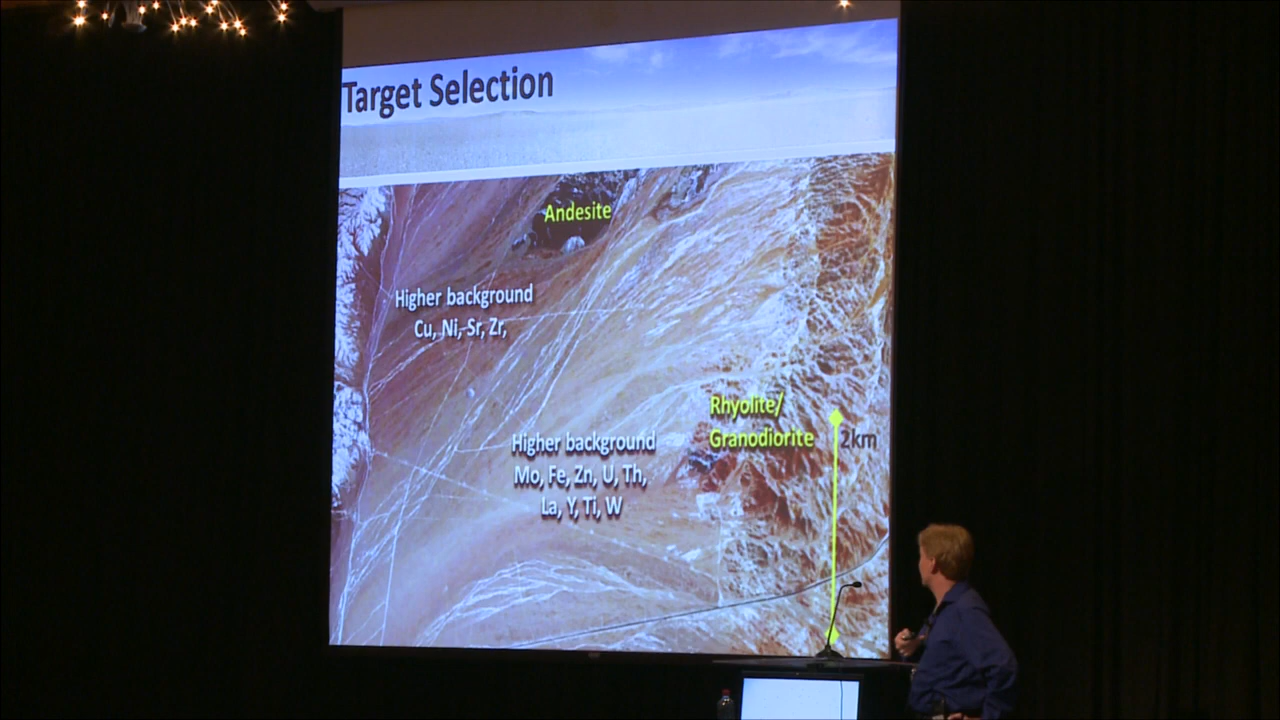 Target Selection
Andesite
Higher background
Cu, Ni, Sr, Zr,
Rhyolite/
Granodiorite
2km
Higher background
Mo, Fe, Zn, U, Th,
La, Y, Ti, W